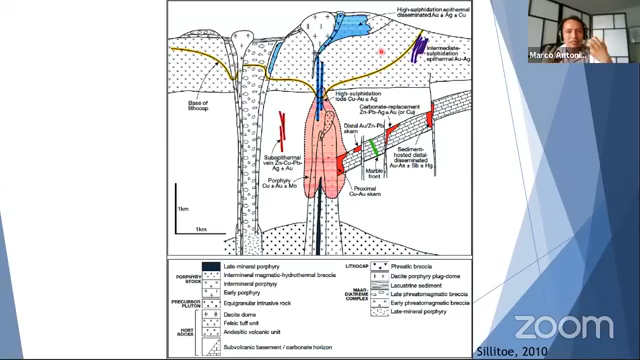 High-sulphidation epithermal
disseminated Au ± Ag ± Cu
Intermediate-
sulphidation
epithermal Au-Ag
Base of
lithocap
High-sulphidation
lode Cu-Au ± Ag
Carbonate-replacement
Zn-Pb-Ag ± Au (or Cu)
Distal Au/Zn-Pb
skarn
Subepithermal
vein Zn-Cu-Pb-
Ag ± Au
Sediment-
hosted distal-
disseminated
Au-As ± Sb ± Hg
Marble
front
Porphyry
Cu ± Au ± Mo
Proximal
Cu-Au skarn
1km
1km
PORPHYRY
STOCK
Late-mineral porphyry
Intermineral magmatic-hydrothermal breccia
Intermineral porphyry
Early porphyry
PRECURSOR
PLUTON
Equigranular intrusive rock
HOST
ROCKS
Dacite dome
Felsic tuff unit
Andesitic volcanic unit
Subvolcanic basement / carbonate horizon
LITHOCAP
Phreatic breccia
MAAR-
DIATREME
COMPLEX
Dacite porphyry plug-dome
Lacustrine sediment
Late phreatomagmatic breccia
Early phreatomagmatic breccia
Late-mineral porphyry
Marco Antoni...
zoom
Sillitoe, 2010